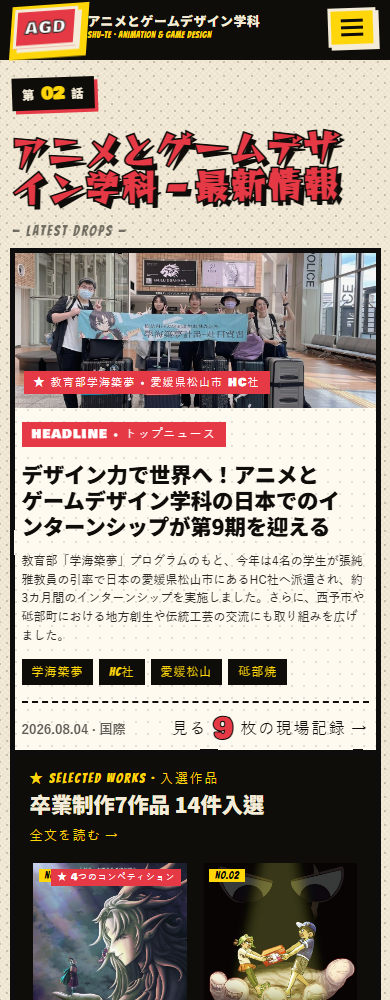 AGD
アニメとゲームデザイン学科
SHU-TE・ANIMATION & GAME DESIGN
第 02 話
アニメとゲームデザ
イン学科 – 最新情報
— LATEST DROPS —
POLICE
★ 教育部学海築夢・愛媛県松山市 HC社
HEADLINE・トップニュース
デザイン力で世界へ！アニメと
ゲームデザイン学科の日本でのイ
ンターンシップが第9期を迎える
教育部「学海築夢」プログラムのもと、今年は4名の学生が張純
雅教員の引率で日本の愛媛県松山市にあるHC社へ派遣され、約
3カ月間のインターンシップを実施しました。さらに、西予市や
砥部町における地方創生や伝統工芸の交流にも取り組みを広げ
ました。
学海築夢
HC社
愛媛松山
砥部焼
2026.08.04 · 国際
見る 9 枚の現場記録 →
★ SELECTED WORKS・入選作品
卒業制作7作品 14件入選
全文を読む →
★ 4つのコンペティション
NO.02